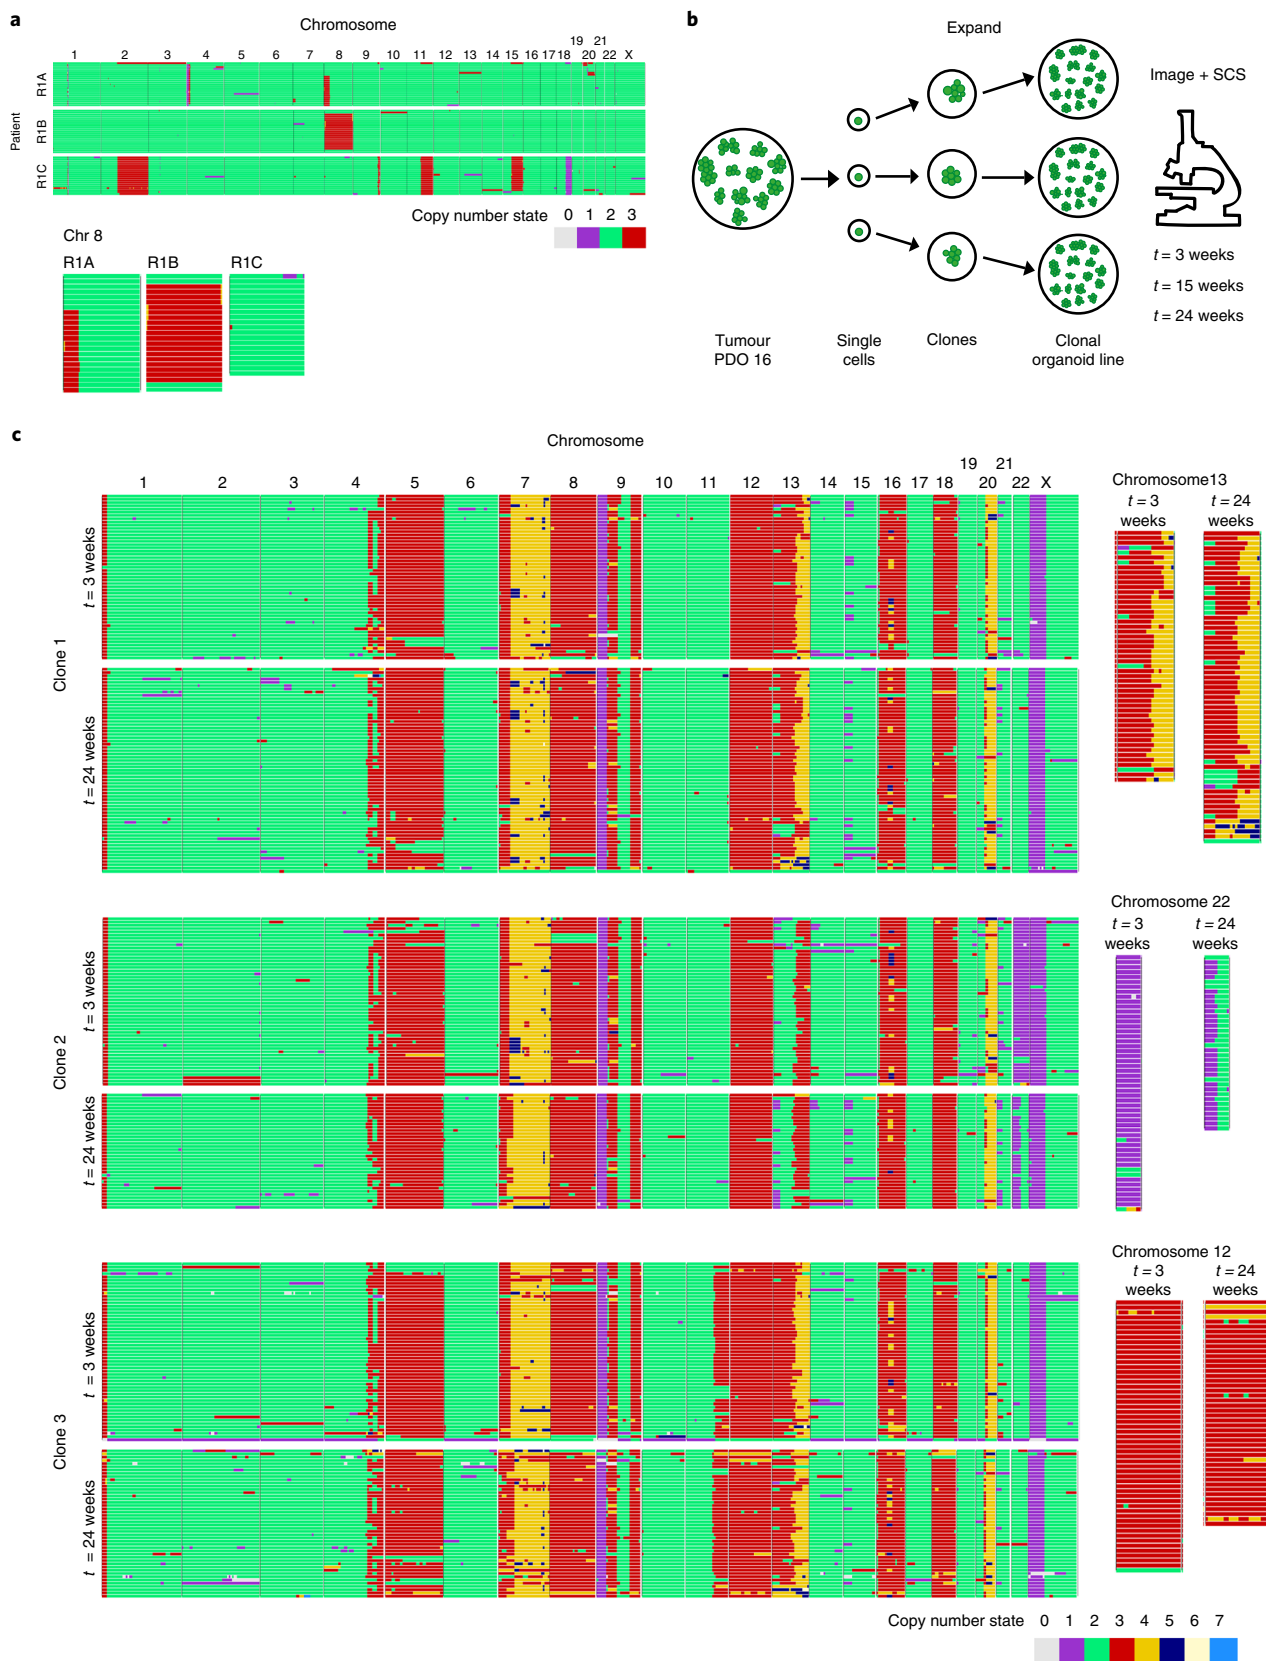 a
Chromosome
1 2 3 4 5 6 7 8 9 10 11 12 13 14 15 16 17 18 19 20 21 22 X
Patient
R1A
R1B
R1C
Copy number state 0 1 2 3
Chr 8
R1A R1B R1C
b
Expand
Image + SCS
t = 3 weeks
t = 15 weeks
t = 24 weeks
Tumour
PDO 16
Single
cells
Clones
Clonal
organoid line
c
Chromosome
1 2 3 4 5 6 7 8 9 10 11 12 13 14 15 16 17 18 19 20 21 22 X
Clone 1
t = 3 weeks
t = 24 weeks
Chromosome13
t = 3
weeks
t = 24
weeks
Clone 2
t = 3 weeks
t = 24 weeks
Chromosome 22
t = 3
weeks
t = 24
weeks
Clone 3
t = 3 weeks
t = 24 weeks
Chromosome 12
t = 3
weeks
t = 24
weeks
Copy number state 0 1 2 3 4 5 6 7